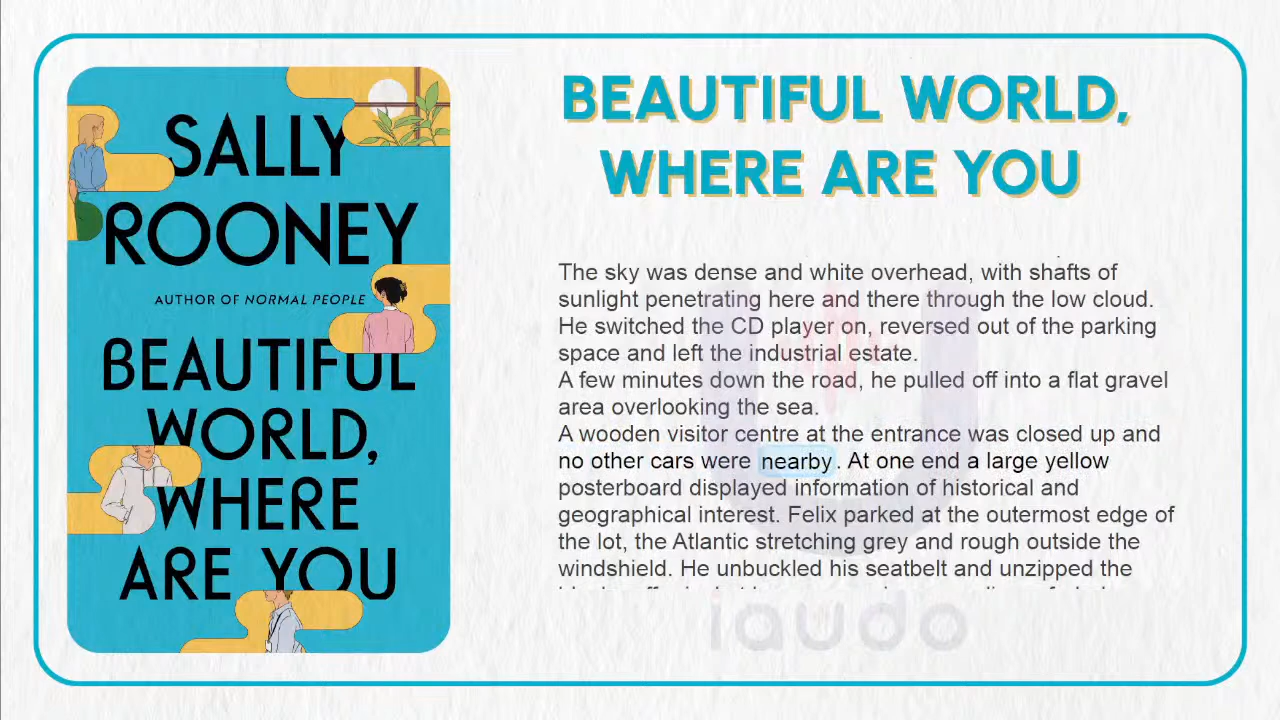 SALLY
ROONEY
AUTHOR OF NORMAL PEOPLE
BEAUTIFUL
WORLD,
WHERE
ARE YOU
BEAUTIFUL WORLD,
WHERE ARE YOU
The sky was dense and white overhead, with shafts of
sunlight penetrating here and there through the low cloud.
He switched the CD player on, reversed out of the parking
space and left the industrial estate.
A few minutes down the road, he pulled off into a flat gravel
area overlooking the sea.
A wooden visitor centre at the entrance was closed up and
no other cars were nearby. At one end a large yellow
posterboard displayed information of historical and
geographical interest. Felix parked at the outermost edge of
the lot, the Atlantic stretching grey and rough outside the
windshield. He unbuckled his seatbelt and unzipped the
iaudo